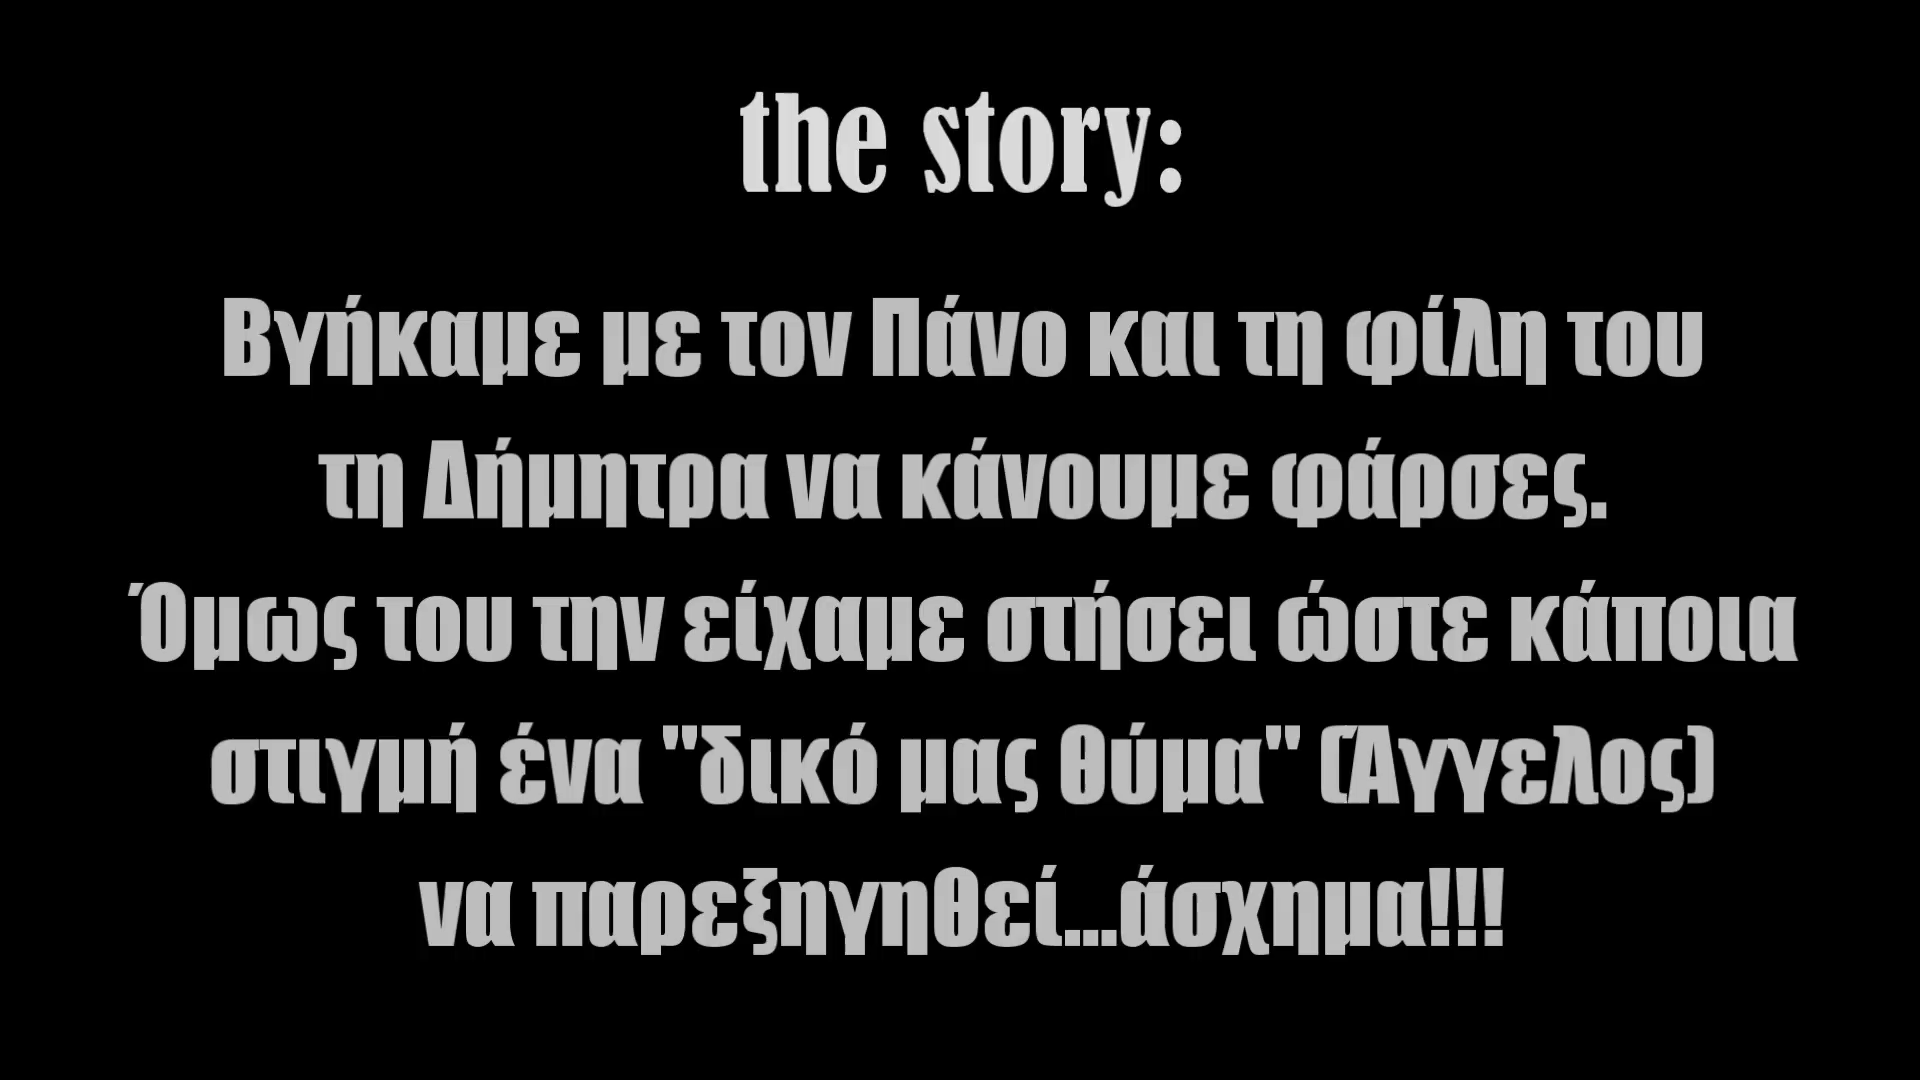 the story:
Βγήκαμε με τον Πάνο και τη φίλη του
τη Δήμητρα να κάνουμε φάρσες.
Όμως του την είχαμε στήσει ώστε κάποια
στιγμή ένα "δικό μας θύμα" (Άγγελος)
να παρεξηγηθεί...άσχημα!!!